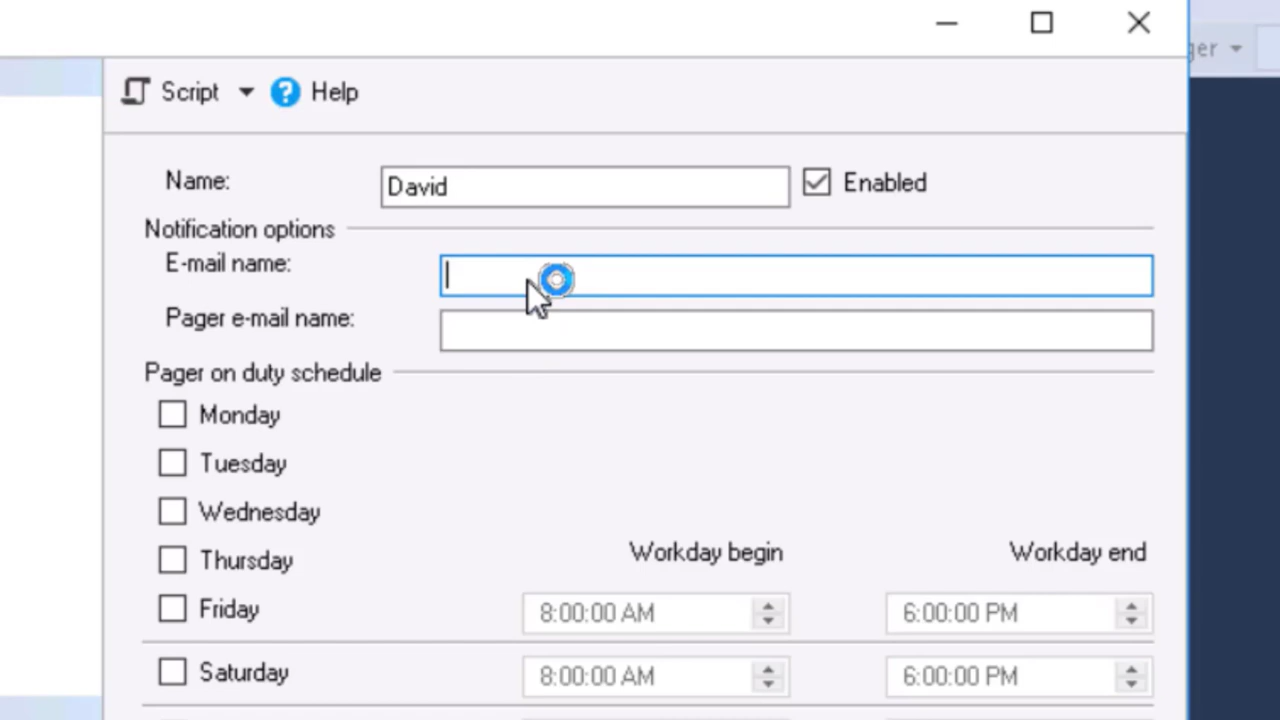 ger
Script Help
Name: David Enabled
Notification options
E-mail name:
Pager e-mail name:
Pager on duty schedule
Monday
Tuesday
Wednesday
Thursday Workday begin Workday end
Friday 8:00:00 AM 6:00:00 PM
Saturday 8:00:00 AM 6:00:00 PM